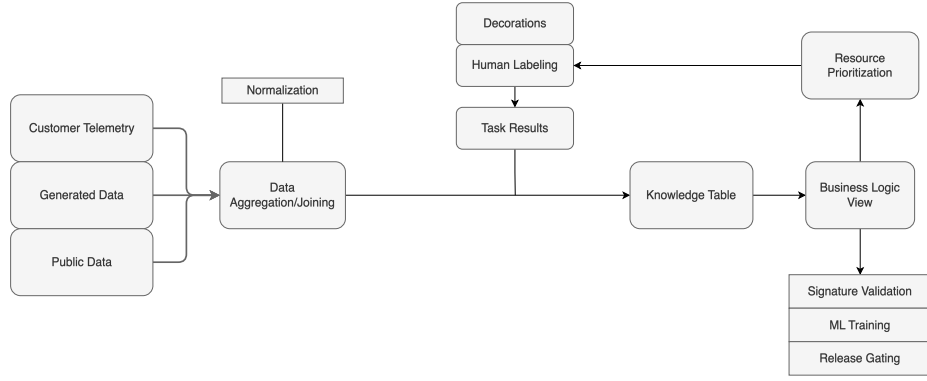 Decorations
Human Labeling
Resource
Prioritization
Normalization
Customer Telemetry
Task Results
Generated Data
Data
Aggregation/Joining
Knowledge Table
Business Logic
View
Public Data
Signature Validation
ML Training
Release Gating